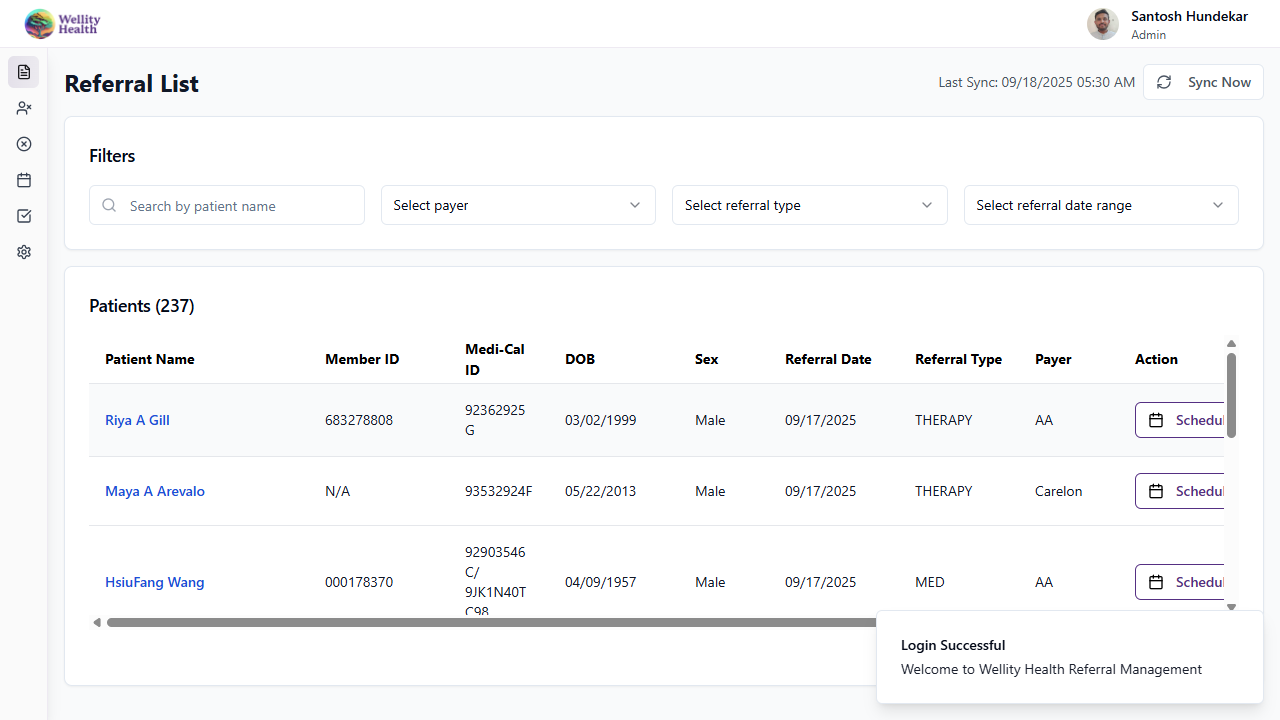 Wellity
Health
Santosh Hundekar
Admin
Referral List
Last Sync: 09/18/2025 05:30 AM
Sync Now
Filters
Search by patient name
Select payer
Select referral type
Select referral date range
Patients (237)
Patient Name Member ID Medi-Cal ID DOB Sex Referral Date Referral Type Payer Action
Riya A Gill 683278808 92362925G 03/02/1999 Male 09/17/2025 THERAPY AA Schedul
Maya A Arevalo N/A 93532924F 05/22/2013 Male 09/17/2025 THERAPY Carelon Schedul
HsiuFang Wang 000178370 92903546C/ 9JK1N40TC98 04/09/1957 Male 09/17/2025 MED AA Schedul
Login Successful
Welcome to Wellity Health Referral Management